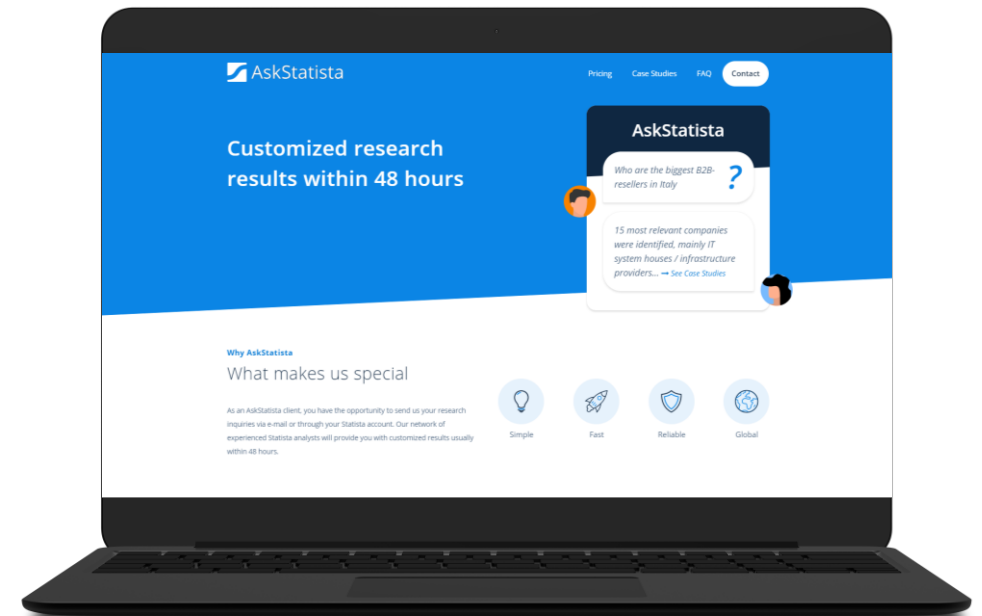 AskStatista
Pricing Case Studies FAQ Contact
Customized research
results within 48 hours
AskStatista
Who are the biggest B2B-
resellers in Italy
?
15 most relevant companies
were identified, mainly IT
system houses / infrastructure
providers... → See Case Studies
Why AskStatista
What makes us special
As an AskStatista client, you have the opportunity to send us your research
inquiries via e-mail or through your Statista account. Our network of
experienced Statista analysts will provide you with customized results usually
within 48 hours.
Simple Fast Reliable Global